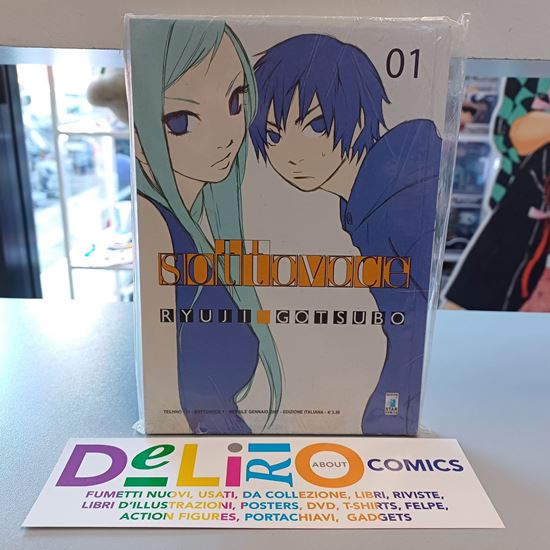 01
sottovoce
RYUJI GOTSUBO
STAR
DeLiRiO ABOUT COMICS
FUMETTI NUOVI, USATI, DA COLLEZIONE, LIBRI, RIVISTE,
LIBRI D'ILLUSTRAZIONI, POSTERS, DVD, T-SHIRTS, FELPE,
ACTION FIGURES, PORTACHIAVI, GADGETS